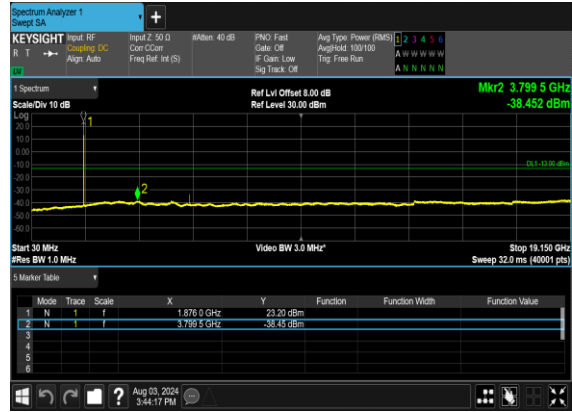 Spectrum Analyzer 1
Swept SA
+
KEYSIGHT Input: RF Input Z: 50 Ω #Atten: 40 dB PNO: Fast Avg Type: Power (RMS) 1 2 3 4 5 6
R T Coupling: DC Corr CCorr Gate: Off Avg|Hold: 100/100 A W W W W W
Align: Auto Freq Ref: Int (S) IF Gain: Low Trig: Free Run
Sig Track: Off A N N N N N
1 Spectrum Ref Lvl Offset 8.00 dB Mkr2 3.799 5 GHz
Scale/Div 10 dB Ref Level 30.00 dBm -38.452 dBm
Log
1
20.0
10.0
0.00
-10.0
DL1 -13.00 dBm
-20.0
-30.0
2
-40.0
-50.0
-60.0
Start 30 MHz Video BW 3.0 MHz* Stop 19.150 GHz
#Res BW 1.0 MHz Sweep 32.0 ms (40001 pts)
5 Marker Table
Mode Trace Scale X Y Function Function Width Function Value
1 N 1 f 1.876 0 GHz 23.20 dBm
2 N 1 f 3.799 5 GHz -38.45 dBm
3
4
5
6
? Aug 03, 2024
3:44:17 PM